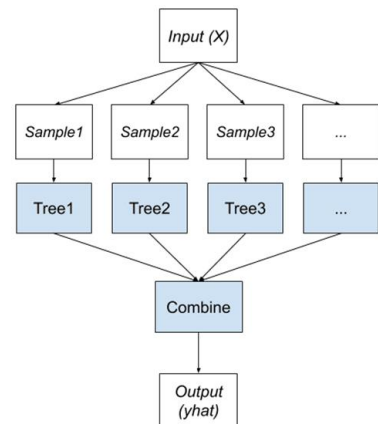 Input (X)
Sample1
Sample2
Sample3
...
Tree1
Tree2
Tree3
...
Combine
Output
(yhat)